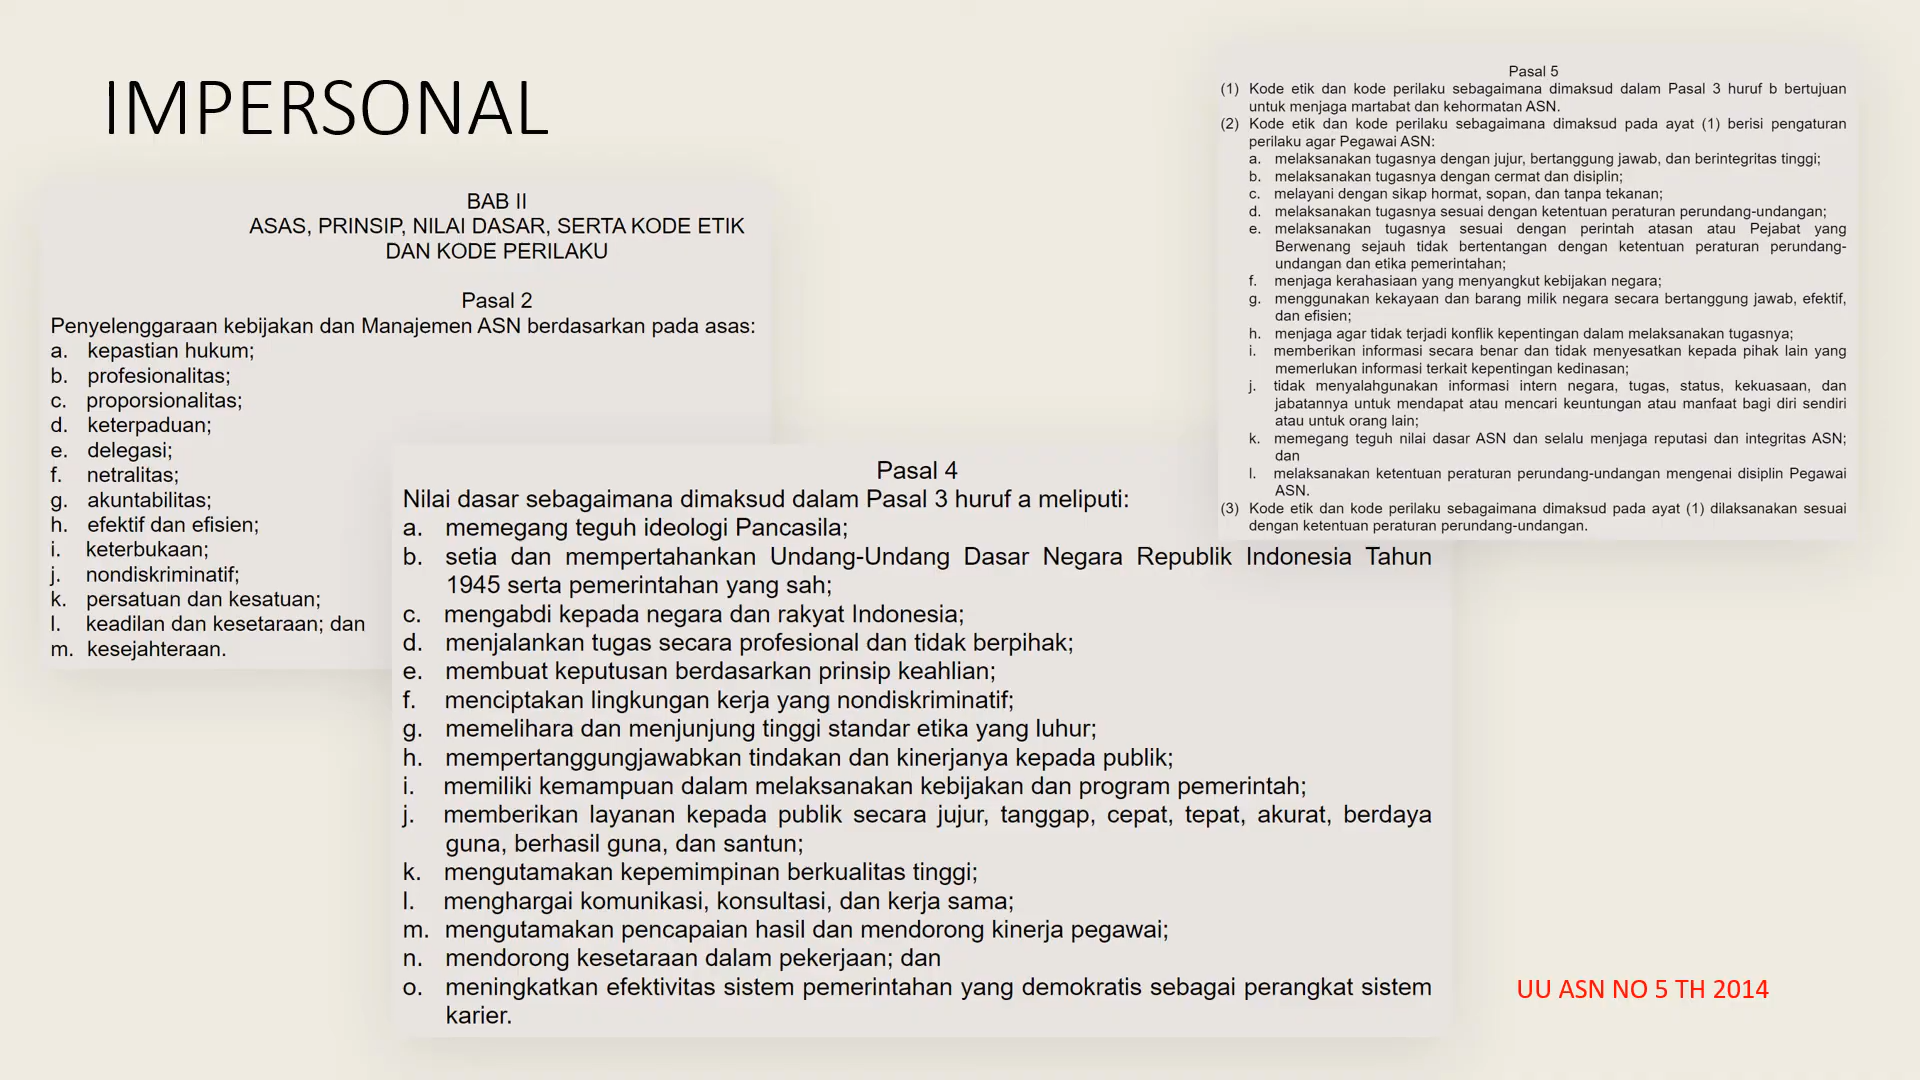 IMPERSONAL
BAB II
ASAS, PRINSIP, NILAI DASAR, SERTA KODE ETIK
DAN KODE PERILAKU
Pasal 2
Penyelenggaraan kebijakan dan Manajemen ASN berdasarkan pada asas:
a. kepastian hukum;
b. profesionalitas;
c. proporsionalitas;
d. keterpaduan;
e. delegasi;
f. netralitas;
g. akuntabilitas;
h. efektif dan efisien;
i. keterbukaan;
j. nondiskriminatif;
k. persatuan dan kesatuan;
l. keadilan dan kesetaraan; dan
m. kesejahteraan.
Pasal 4
Nilai dasar sebagaimana dimaksud dalam Pasal 3 huruf a meliputi:
a. memegang teguh ideologi Pancasila;
b. setia dan mempertahankan Undang-Undang Dasar Negara Republik Indonesia Tahun
1945 serta pemerintahan yang sah;
c. mengabdi kepada negara dan rakyat Indonesia;
d. menjalankan tugas secara profesional dan tidak berpihak;
e. membuat keputusan berdasarkan prinsip keahlian;
f. menciptakan lingkungan kerja yang nondiskriminatif;
g. memelihara dan menjunjung tinggi standar etika yang luhur;
h. mempertanggungjawabkan tindakan dan kinerjanya kepada publik;
i. memiliki kemampuan dalam melaksanakan kebijakan dan program pemerintah;
j. memberikan layanan kepada publik secara jujur, tanggap, cepat, tepat, akurat, berdaya
guna, berhasil guna, dan santun;
k. mengutamakan kepemimpinan berkualitas tinggi;
l. menghargai komunikasi, konsultasi, dan kerja sama;
m. mengutamakan pencapaian hasil dan mendorong kinerja pegawai;
n. mendorong kesetaraan dalam pekerjaan; dan
o. meningkatkan efektivitas sistem pemerintahan yang demokratis sebagai perangkat sistem
karier.
Pasal 5
(1) Kode etik dan kode perilaku sebagaimana dimaksud dalam Pasal 3 huruf b bertujuan
untuk menjaga martabat dan kehormatan ASN.
(2) Kode etik dan kode perilaku sebagaimana dimaksud pada ayat (1) berisi pengaturan
perilaku agar Pegawai ASN:
a. melaksanakan tugasnya dengan jujur, bertanggung jawab, dan berintegritas tinggi;
b. melaksanakan tugasnya dengan cermat dan disiplin;
c. melayani dengan sikap hormat, sopan, dan tanpa tekanan;
d. melaksanakan tugasnya sesuai dengan ketentuan peraturan perundang-undangan;
e. melaksanakan tugasnya sesuai dengan perintah atasan atau Pejabat yang
Berwenang sejauh tidak bertentangan dengan ketentuan peraturan perundang-
undangan dan etika pemerintahan;
f. menjaga kerahasiaan yang menyangkut kebijakan negara;
g. menggunakan kekayaan dan barang milik negara secara bertanggung jawab, efektif,
dan efisien;
h. menjaga agar tidak terjadi konflik kepentingan dalam melaksanakan tugasnya;
i. memberikan informasi secara benar dan tidak menyesatkan kepada pihak lain yang
memerlukan informasi terkait kepentingan kedinasan;
j. tidak menyalahgunakan informasi intern negara, tugas, status, kekuasaan, dan
jabatannya untuk mendapat atau mencari keuntungan atau manfaat bagi diri sendiri
atau untuk orang lain;
k. memegang teguh nilai dasar ASN dan selalu menjaga reputasi dan integritas ASN;
dan
l. melaksanakan ketentuan peraturan perundang-undangan mengenai disiplin Pegawai
ASN.
(3) Kode etik dan kode perilaku sebagaimana dimaksud pada ayat (1) dilaksanakan sesuai
dengan ketentuan peraturan perundang-undangan.
UU ASN NO 5 TH 2014